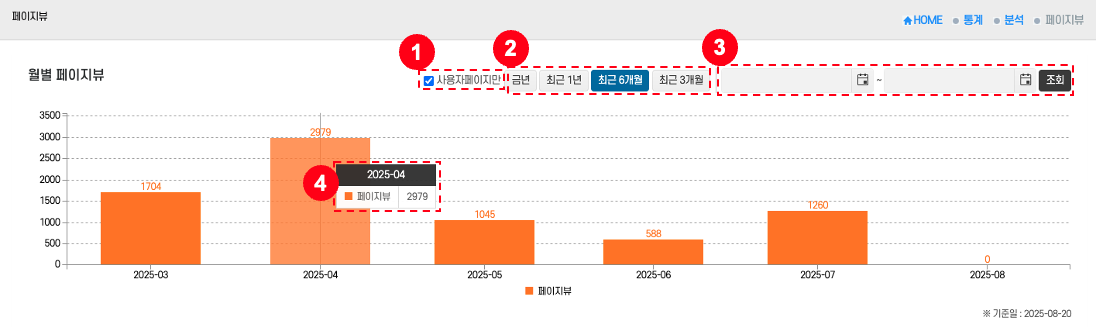 페이지뷰
HOME 통계 분석 페이지뷰
1 2 3
월별 페이지뷰
사용자페이지만 금년 최근 1년 최근 6개월 최근 3개월 ~ 조회
3500
3000
2500
2000
1500
1000
500
0
1704
2979
1045
588
1260
0
4
2025-04
페이지뷰 2979
2025-03 2025-04 2025-05 2025-06 2025-07 2025-08
페이지뷰
※ 기준일 : 2025-08-20